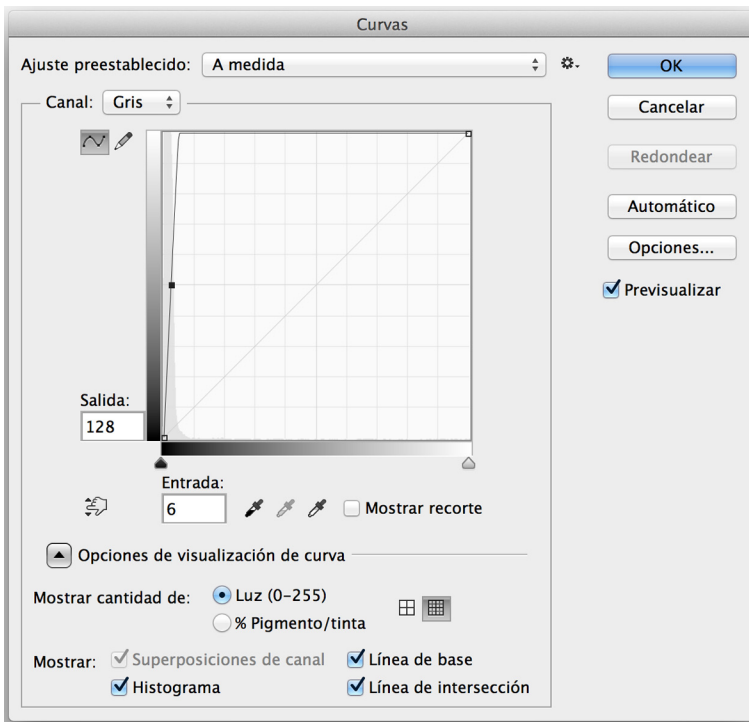 Curvas
Ajuste preestablecido: A medida
OK
Canal: Gris
Cancelar
Redondear
Automático
Opciones...
Previsualizar
Salida:
128
Entrada:
6
Mostrar recorte
Opciones de visualización de curva
Mostrar cantidad de: Luz (0-255)
% Pigmento/tinta
Mostrar: Superposiciones de canal Línea de base
Histograma Línea de intersección